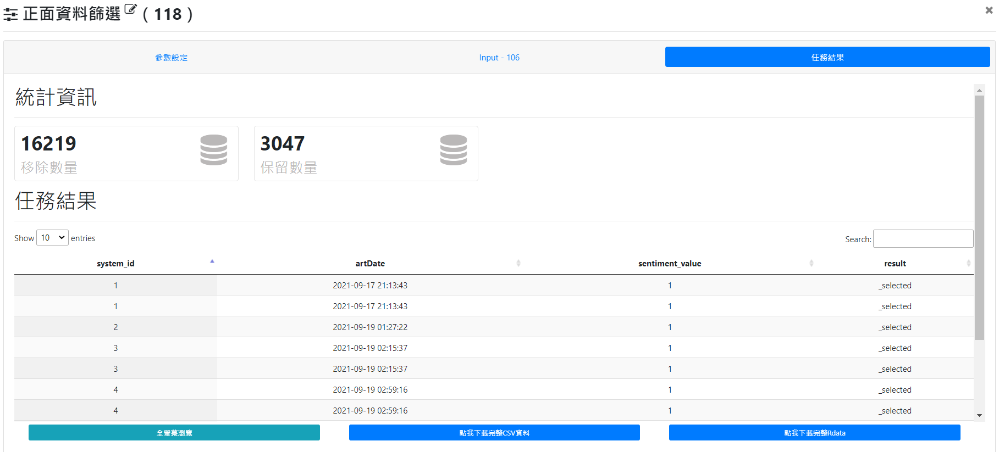 正面資料篩選 ( 118 )
參數設定 Input - 106 任務結果
統計資訊
16219 3047
移除數量 保留數量
任務結果
Show 10 entries Search:
system_id artDate sentiment_value result
1 2021-09-17 21:13:43 1 _selected
1 2021-09-17 21:13:43 1 _selected
2 2021-09-19 01:27:22 1 _selected
3 2021-09-19 02:15:37 1 _selected
3 2021-09-19 02:15:37 1 _selected
4 2021-09-19 02:59:16 1 _selected
4 2021-09-19 02:59:16 1 _selected
全螢幕瀏覽 點我下載完整CSV資料 點我下載完整Rdata